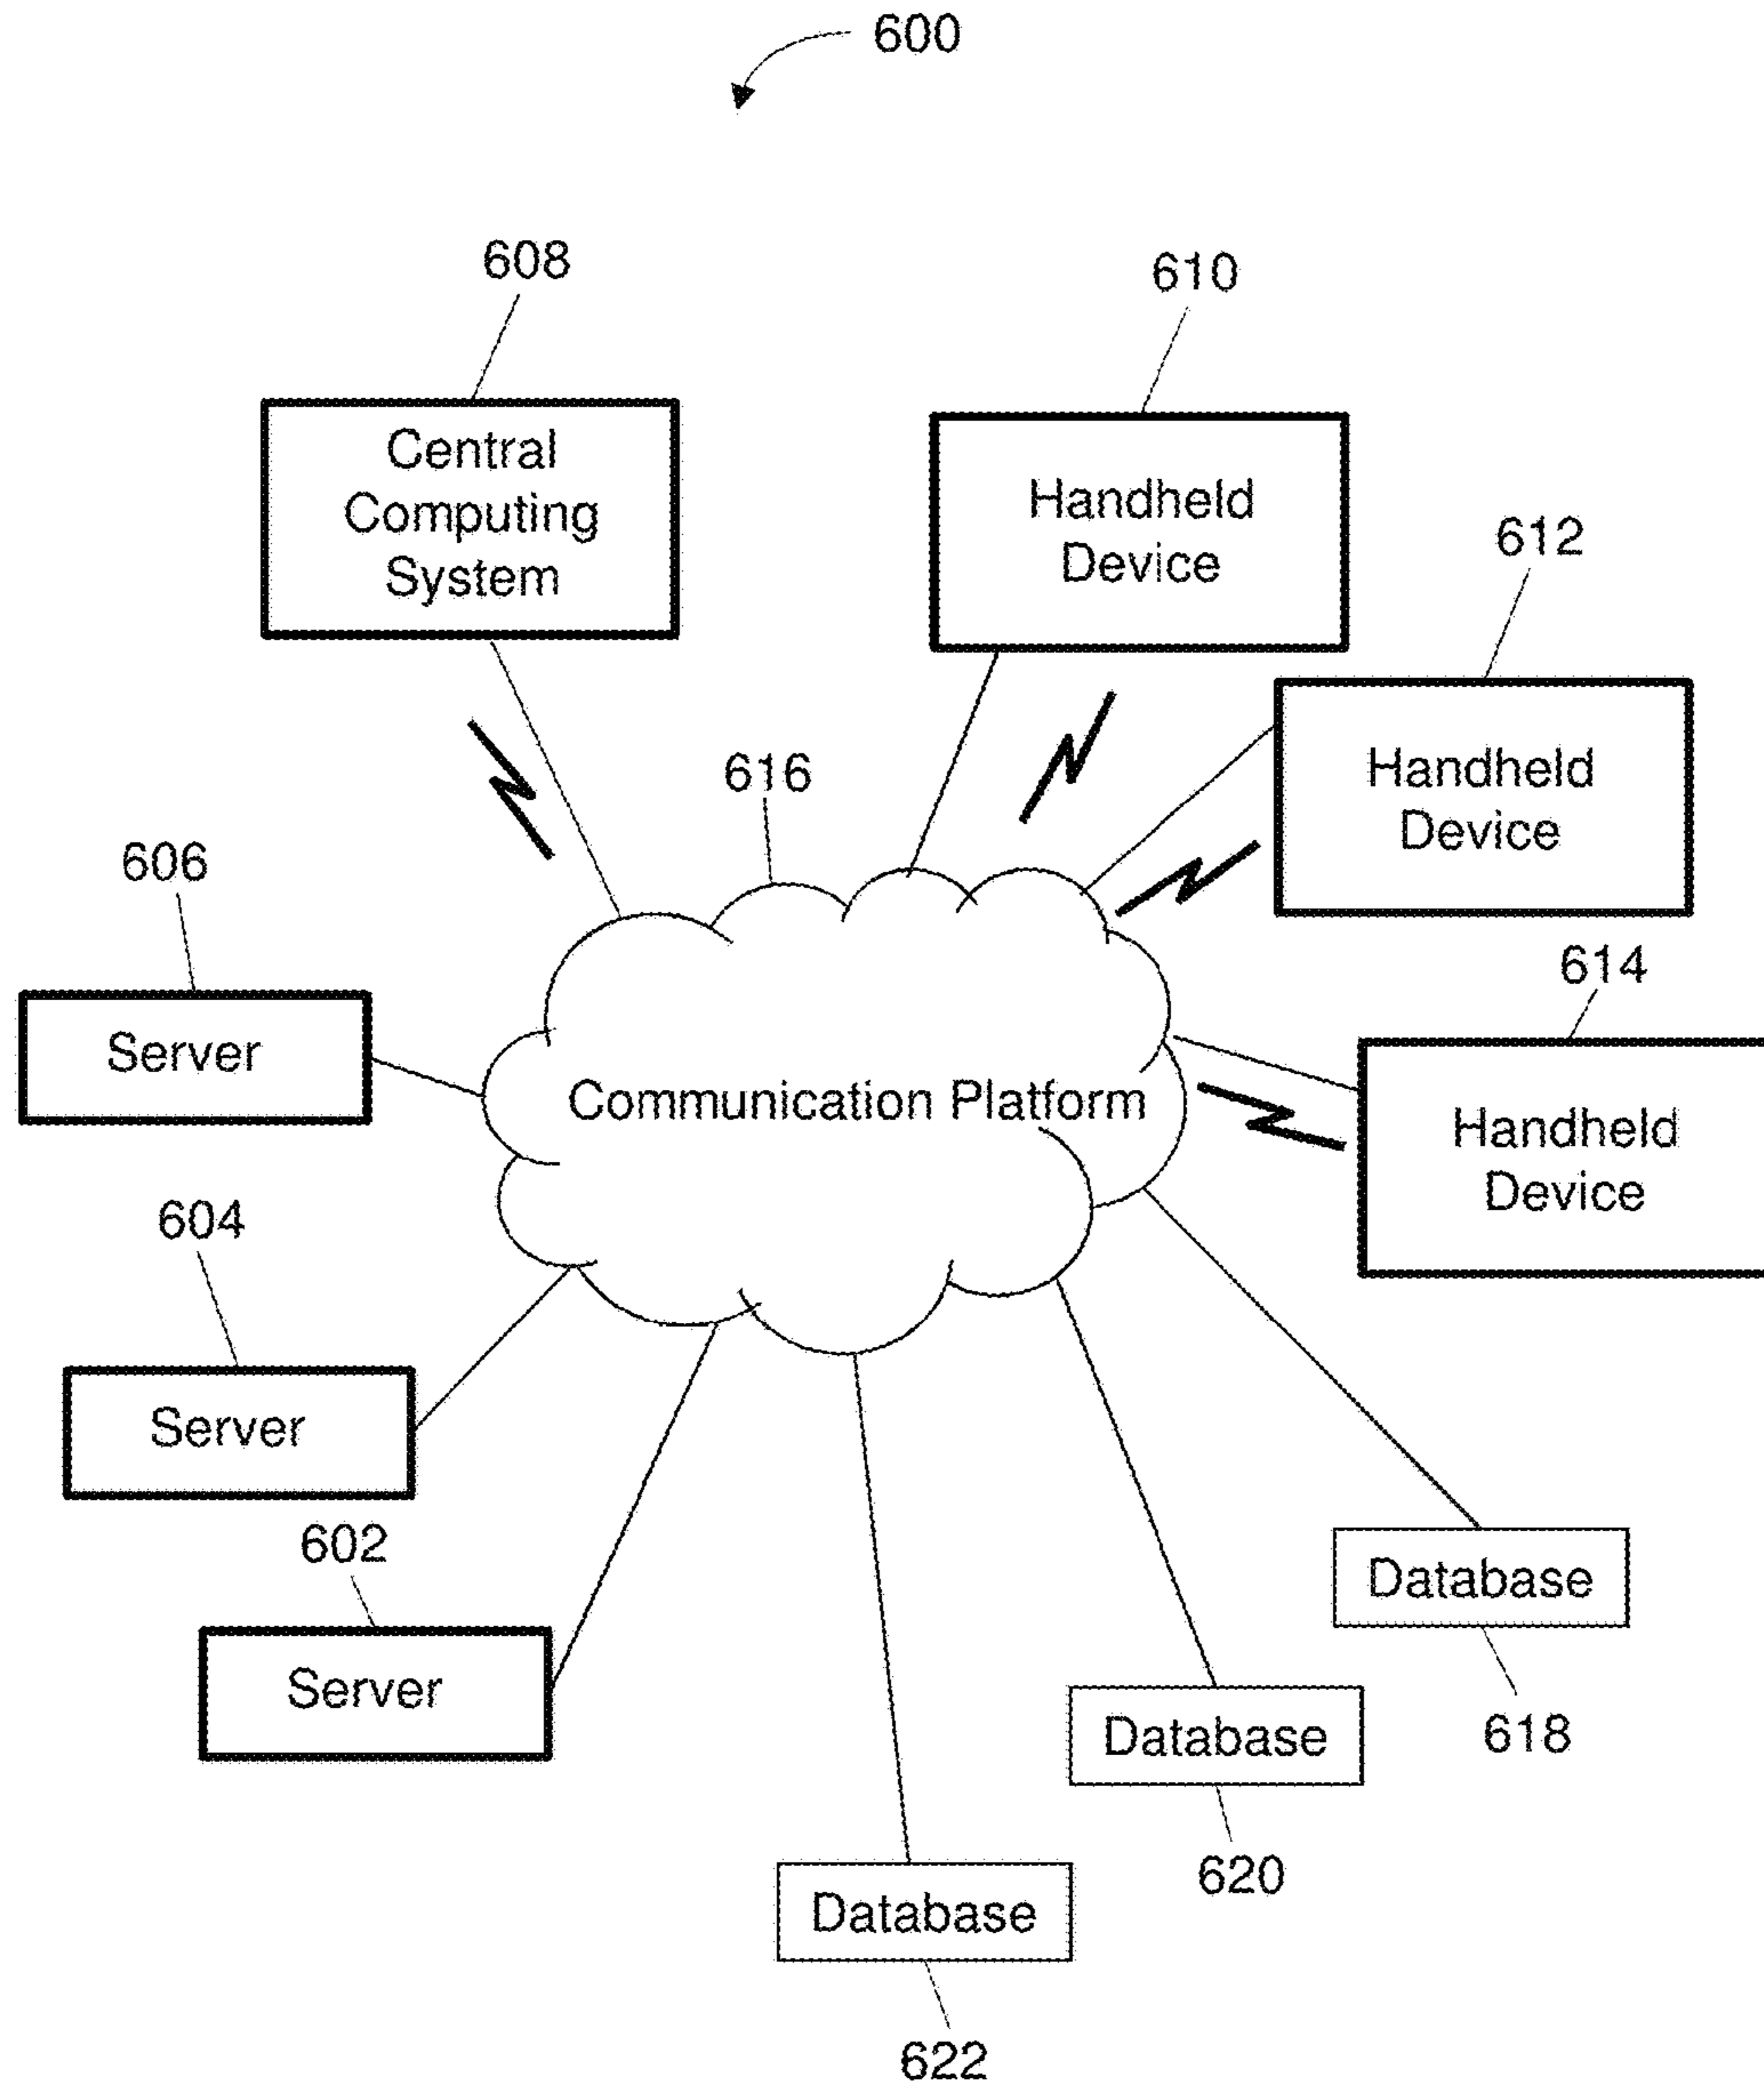 600
608
610
Central
Computing
System
Handheld
Device
612
616
Handheld
Device
606
614
Server
Communication Platform
Handheld
Device
604
Server
602
Database
Server
618
Database
620
Database
622